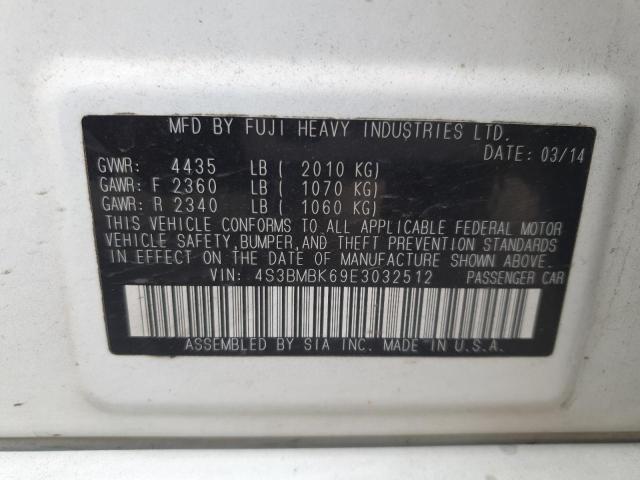 MFD BY FUJI HEAVY INDUSTRIES LTD.
DATE: 03/14
GVWR: 4435 LB ( 2010 KG)
GAWR: F 2360 LB ( 1070 KG)
GAWR: R 2340 LB ( 1060 KG)
THIS VEHICLE CONFORMS TO ALL APPLICABLE FEDERAL MOTOR
VEHICLE SAFETY, BUMPER, AND THEFT PREVENTION STANDARDS
IN EFFECT ON THE DATE OF MANUFACTURE SHOWN ABOVE.
VIN: 4S3BMBK69E3032512 PASSENGER CAR
ASSEMBLED BY SIA INC. MADE IN U.S.A.